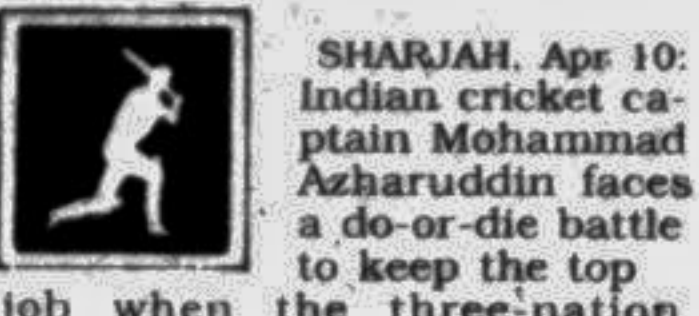 SHARJAH, Apr 10:
Indian cricket ca-
ptain Mohammad
Azharuddin faces
a do-or-die battle
to keep the top
job when the three-nation